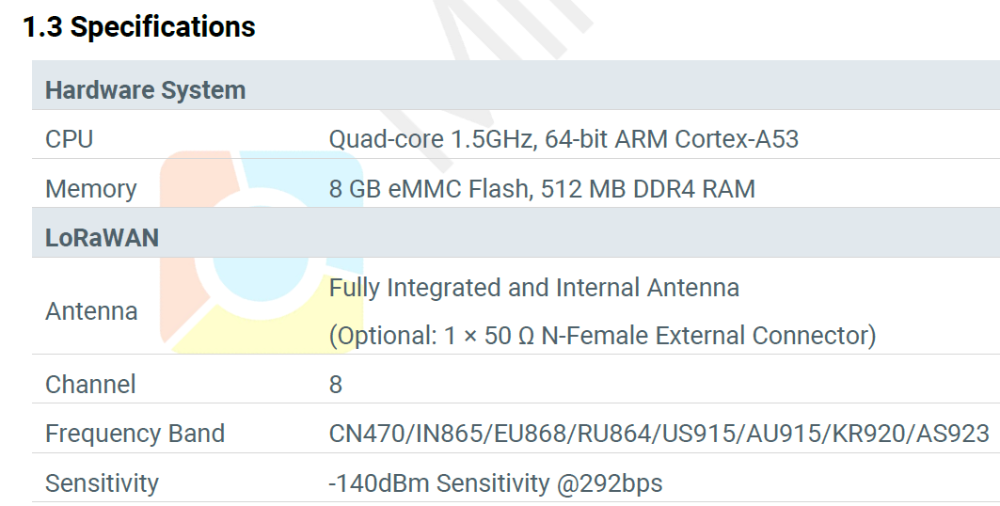 1.3 Specifications
Hardware System
CPU Quad-core 1.5GHz, 64-bit ARM Cortex-A53
Memory 8 GB eMMC Flash, 512 MB DDR4 RAM
LoRaWAN
Antenna Fully Integrated and Internal Antenna
(Optional: 1 × 50 Ω N-Female External Connector)
Channel 8
Frequency Band CN470/IN865/EU868/RU864/US915/AU915/KR920/AS923
Sensitivity -140dBm Sensitivity @292bps